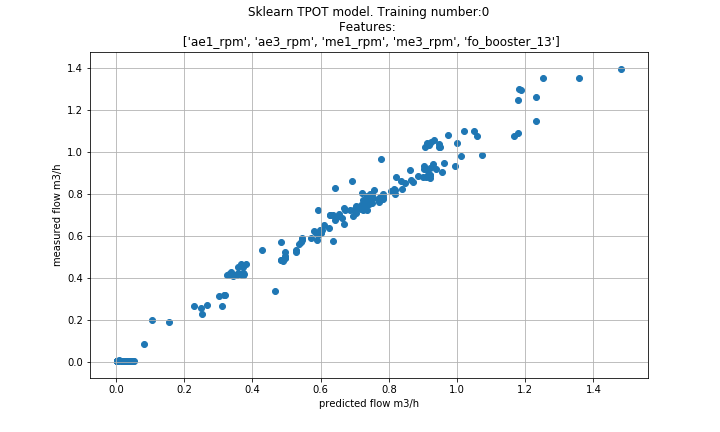 Sklearn TPOT model. Training number:0
Features:
['ae1_rpm', 'ae3_rpm', 'me1_rpm', 'me3_rpm', 'fo_booster_13']
1.4
1.2
1.0
0.8
0.6
0.4
0.2
0.0
measured flow m3/h
0.0 0.2 0.4 0.6 0.8 1.0 1.2 1.4
predicted flow m3/h